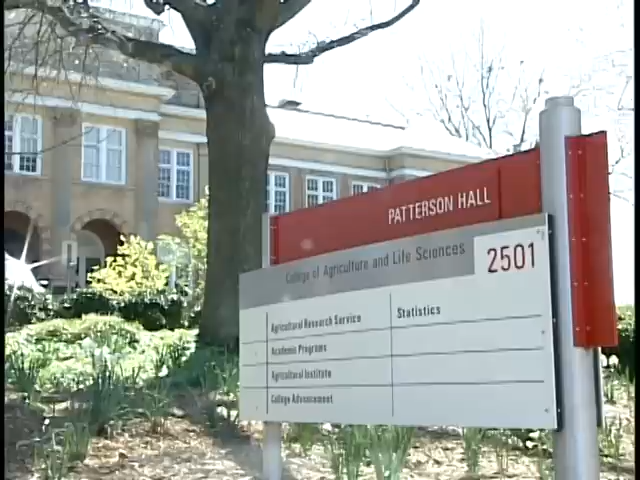 PATTERSON HALL
College of Agriculture and Life Sciences 2501
Agricultural Research Service Statistics
Academic Programs
Agricultural Institute
College Advancement